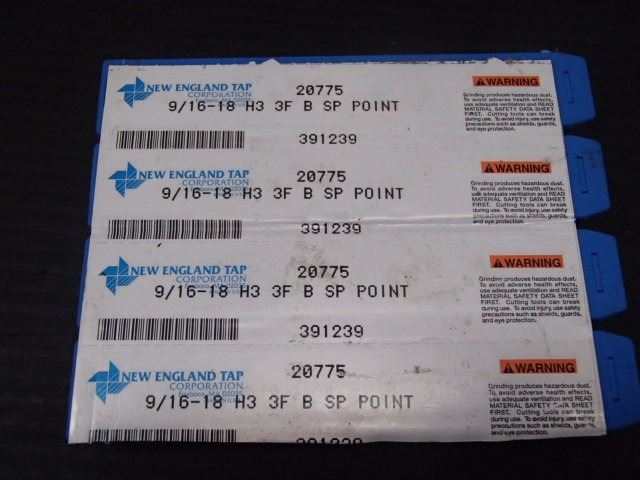 NEW ENGLAND TAP
CORPORATION
20775
9/16-18 H3 3F B SP POINT
391239
WARNING
Grinding produces hazardous dust.
To avoid adverse health effects,
use adequate ventilation and READ
MATERIAL SAFETY DATA SHEET
FIRST. Cutting tools can break
during use. To avoid injury, use safety
precautions such as shields, guards,
and eye protection.
NEW ENGLAND TAP
CORPORATION
20775
9/16-18 H3 3F B SP POINT
391239
WARNING
Grinding produces hazardous dust.
To avoid adverse health effects,
use adequate ventilation and READ
MATERIAL SAFETY DATA SHEET
FIRST. Cutting tools can break
during use. To avoid injury, use safety
precautions such as shields, guards,
and eye protection.
NEW ENGLAND TAP
CORPORATION
20775
9/16-18 H3 3F B SP POINT
391239
WARNING
Grinding produces hazardous dust.
To avoid adverse health effects,
use adequate ventilation and READ
MATERIAL SAFETY DATA SHEET
FIRST. Cutting tools can break
during use. To avoid injury, use safety
precautions such as shields, guards,
and eye protection.
NEW ENGLAND TAP
CORPORATION
Foxboro, MA 02035
20775
9/16-18 H3 3F B SP POINT
391239
WARNING
Grinding produces hazardous dust.
To avoid adverse health effects,
use adequate ventilation and READ
MATERIAL SAFETY DATA SHEET
FIRST. Cutting tools can break
during use. To avoid injury, use safety
precautions such as shields, guards,
and eye protection.